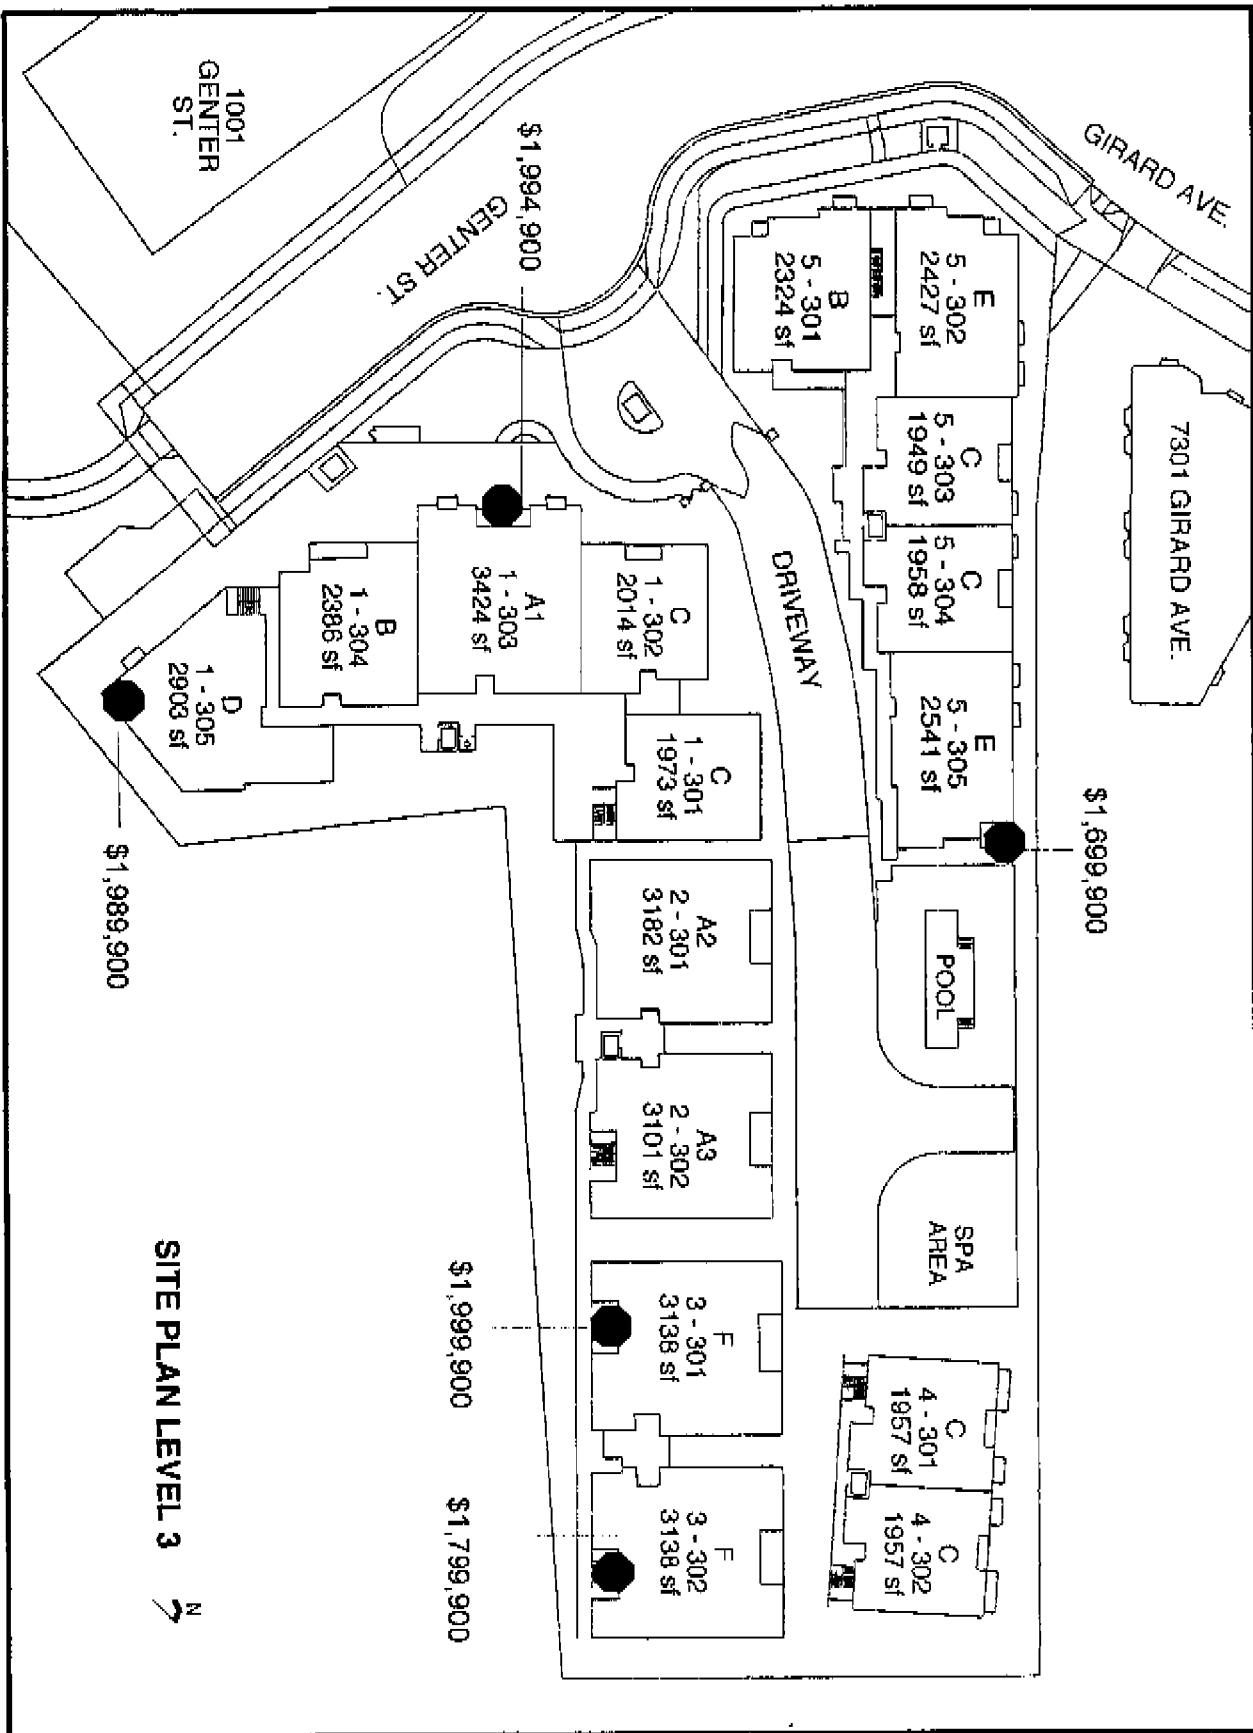 GIRARD AVE.
7301 GIRARD AVE.
1001
GENTER
ST.
GENTER ST.
$1,994,900
E
5 - 302
2427 sf
B
5 - 301
2324 sf
C
5 - 303
1949 sf
C
5 - 304
1958 sf
E
5 - 305
2541 sf
$1,699,900
DRIVEWAY
POOL
SPA
AREA
C
1 - 302
2014 sf
A1
1 - 303
3424 sf
B
1 - 304
2386 sf
D
1 - 305
2903 sf
$1,989,900
C
1 - 301
1973 sf
A2
2 - 301
3182 sf
A3
2 - 302
3101 sf
F
3 - 301
3138 sf
$1,999,900
F
3 - 302
3138 sf
$1,799,900
C
4 - 301
1957 sf
C
4 - 302
1957 sf
SITE PLAN LEVEL 3
N